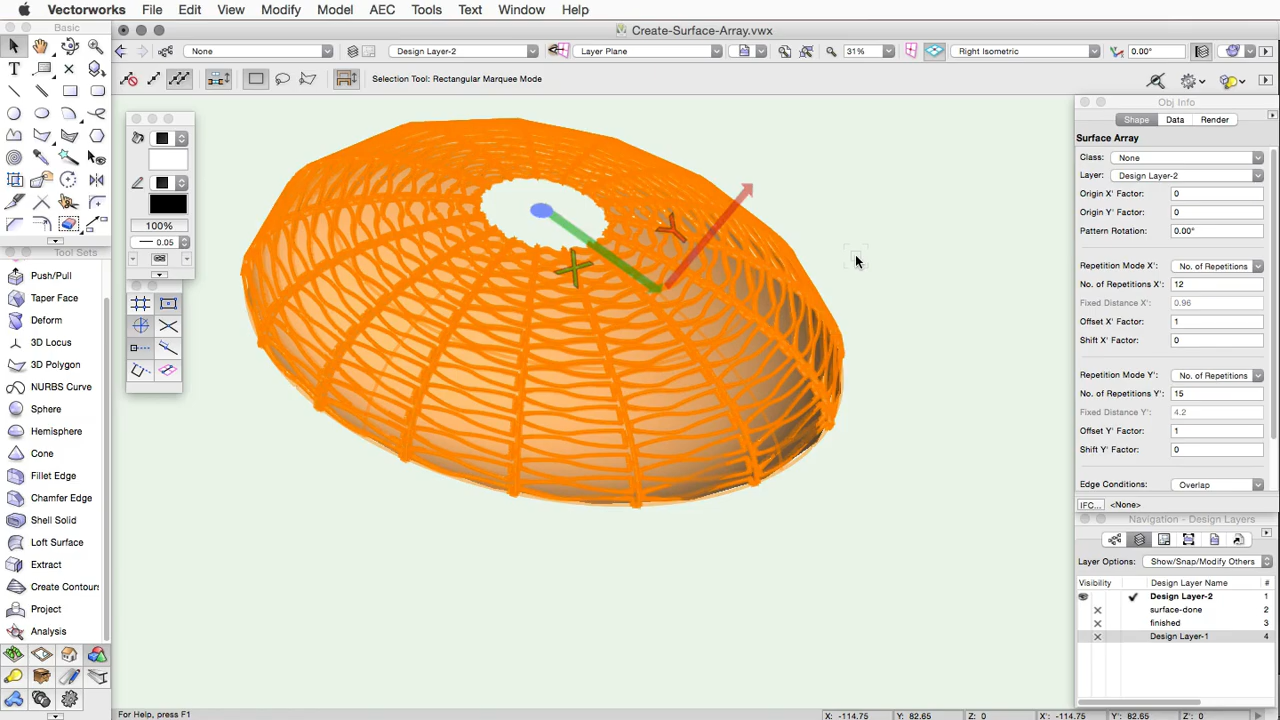 Vectorworks File Edit View Modify Model AEC Tools Text Window Help
Basic
Create-Surface-Array.vwx
None
Design Layer-2
Layer Plane
31%
Right Isometric
0.00°
Selection Tool: Rectangular Marquee Mode
100%
0.05
Tool Sets
Push/Pull
Taper Face
Deform
3D Locus
3D Polygon
NURBS Curve
Sphere
Hemisphere
Cone
Fillet Edge
Chamfer Edge
Shell Solid
Loft Surface
Extract
Create Contours
Project
Analysis
X
Y
Obj Info
Shape Data Render
Surface Array
Class: None
Layer: Design Layer-2
Origin X' Factor: 0
Origin Y' Factor: 0
Pattern Rotation: 0.00°
Repetition Mode X': No. of Repetitions
No. of Repetitions X': 12
Fixed Distance X': 0.96
Offset X' Factor: 1
Shift X' Factor: 0
Repetition Mode Y': No. of Repetitions
No. of Repetitions Y': 15
Fixed Distance Y': 4.2
Offset Y' Factor: 1
Shift Y' Factor: 0
Edge Conditions: Overlap
IFC... <None>
Navigation - Design Layers
Layer Options: Show/Snap/Modify Others
Visibility Design Layer Name #
Design Layer-2 1
surface-done 2
finished 3
Design Layer-1 4
For Help, press F1
X: -114.75 Y: 82.65 Z: 0 X': -114.75 Y': 82.65 Z': 0